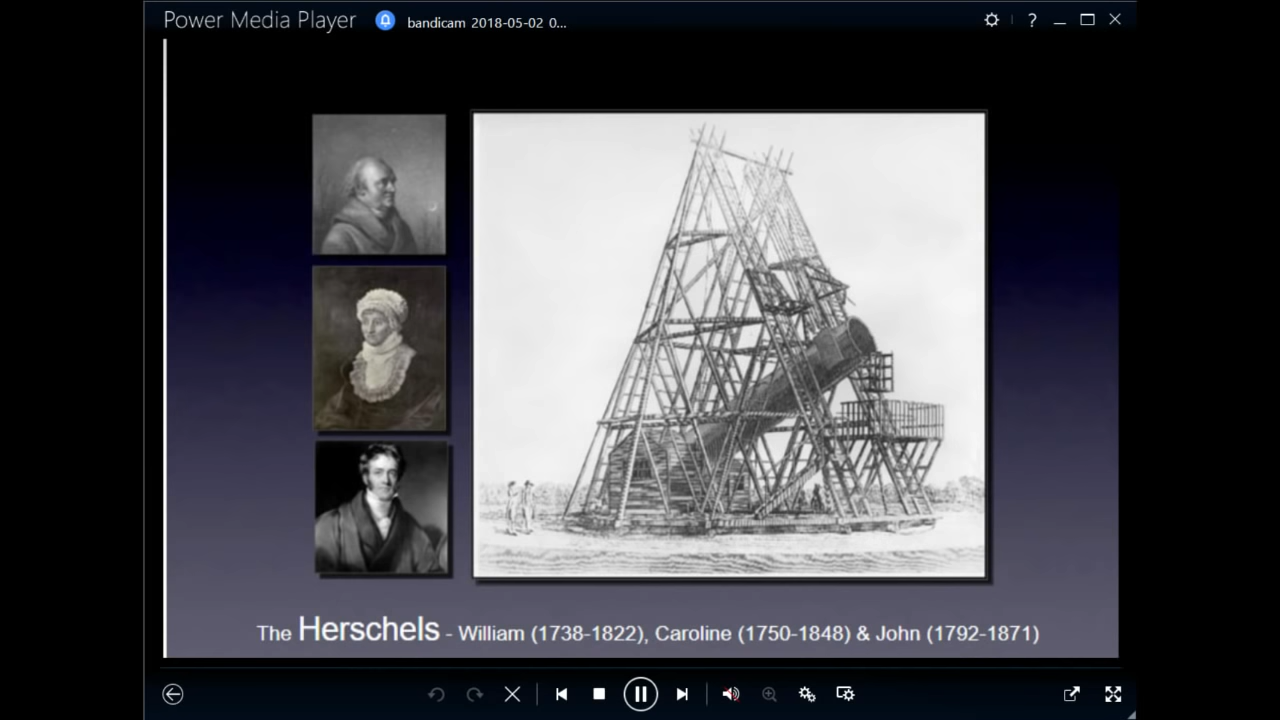 Power Media Player bandicam 2018-05-02 0...
?
The Herschels - William (1738-1822), Caroline (1750-1848) & John (1792-1871)